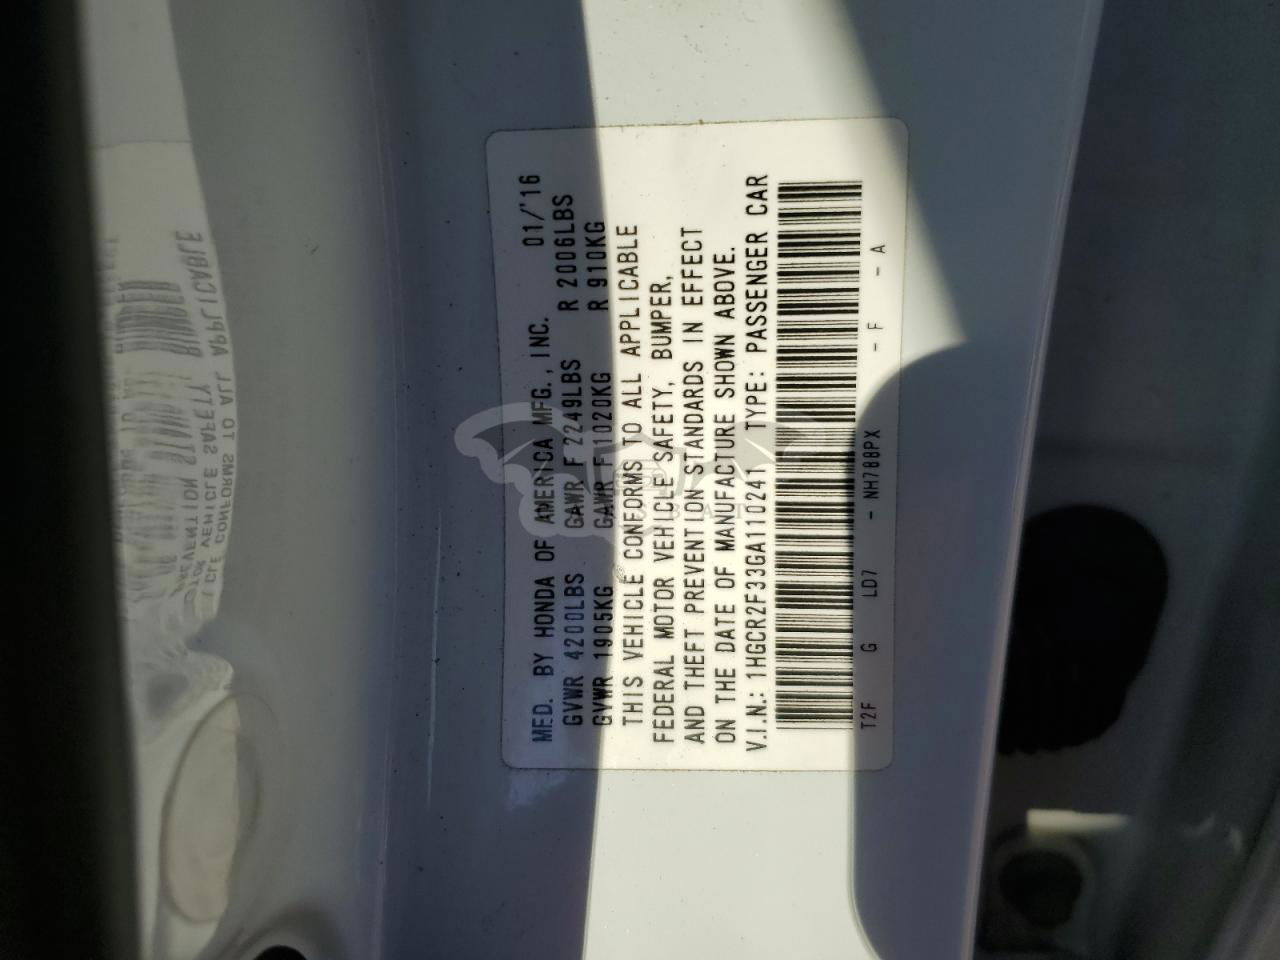 MED. BY HONDA OF AMERICA MFG., INC. 01/'16
GVWR 4200LBS GAWR F 2249LBS R 2006LBS
GVWR 1905KG GAWR F1020KG R 910KG
THIS VEHICLE CONFORMS TO ALL APPLICABLE
FEDERAL MOTOR VEHICLE SAFETY, BUMPER,
AND THEFT PREVENTION STANDARDS IN EFFECT
ON THE DATE OF MANUFACTURE SHOWN ABOVE.
V.I.N.: 1HGCR2F33GA110241 TYPE: PASSENGER CAR
T2F G LD7 - NH788PX - F - A